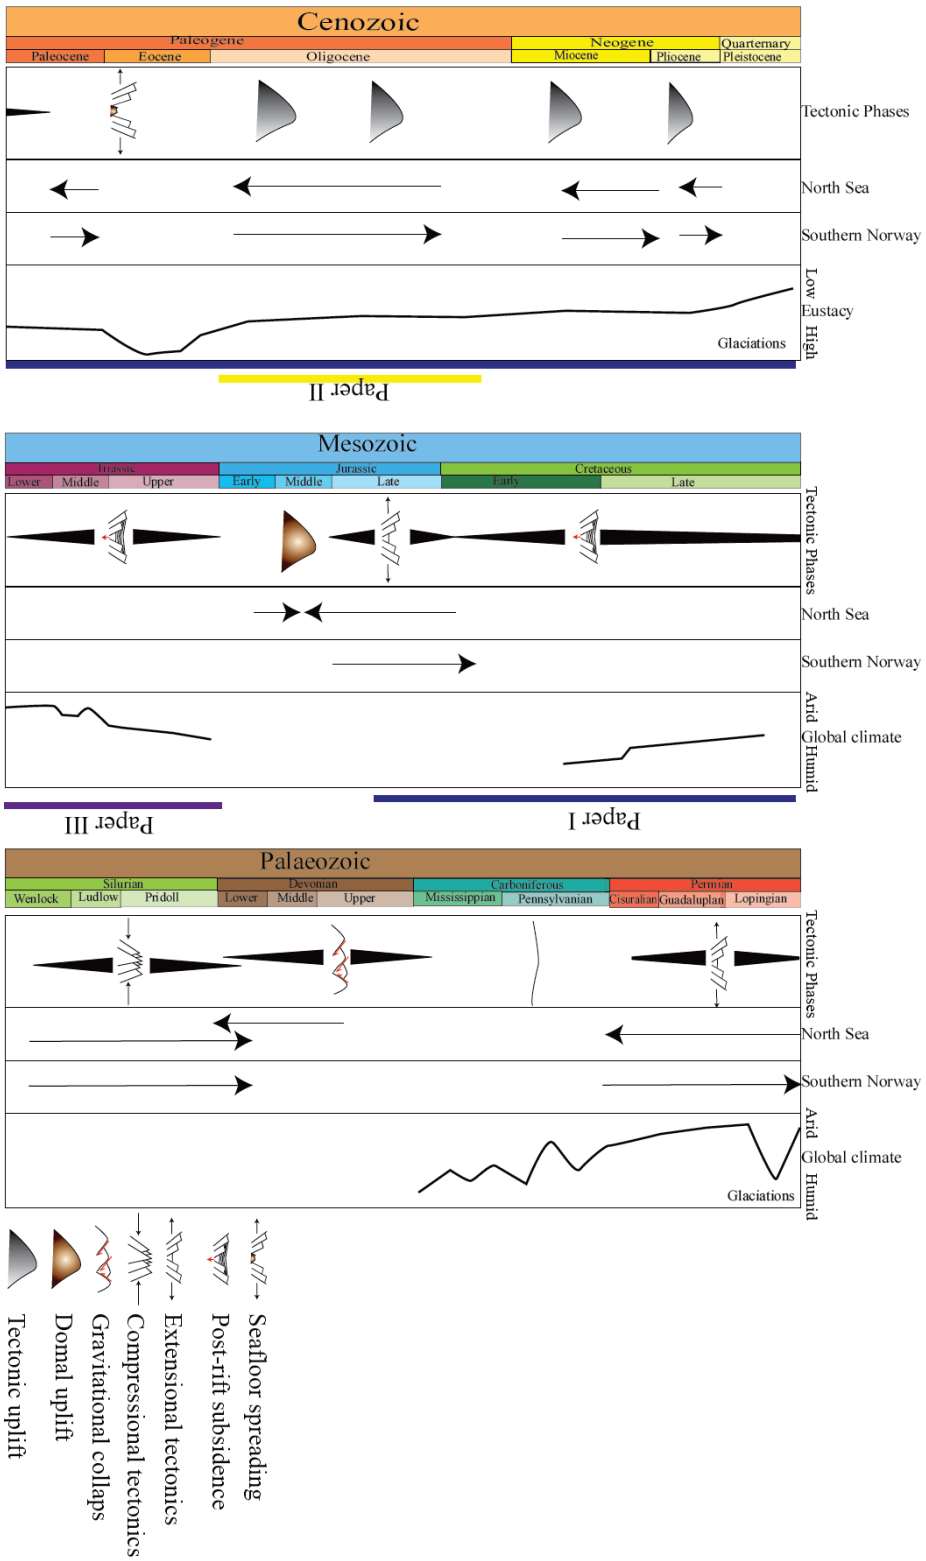 Cenozoic
Paleogene
Neogene
Quarternary
Paleocene
Eocene
Oligocene
Miocene
Pliocene
Pleistocene
Tectonic Phases
North Sea
Southern Norway
Low
Eustacy
High
Glaciations
Paper II
Mesozoic
Triassic
Jurassic
Cretaceous
Lower
Middle
Upper
Early
Middle
Late
Early
Late
Tectonic Phases
North Sea
Southern Norway
Arid
Global climate
Humid
Paper III
Paper I
Palaeozoic
Silurian
Devonian
Carboniferous
Permian
Wenlock
Ludlow
Pridoll
Lower
Middle
Upper
Mississippian
Pennsylvanian
Cisuralian
Guadaluplan
Lopingian
Tectonic Phases
North Sea
Southern Norway
Arid
Global climate
Humid
Glaciations
Tectonic uplift
Domal uplift
Gravitational collaps
Compressional tectonics
Extensional tectonics
Post-rift subsidence
Seafloor spreading